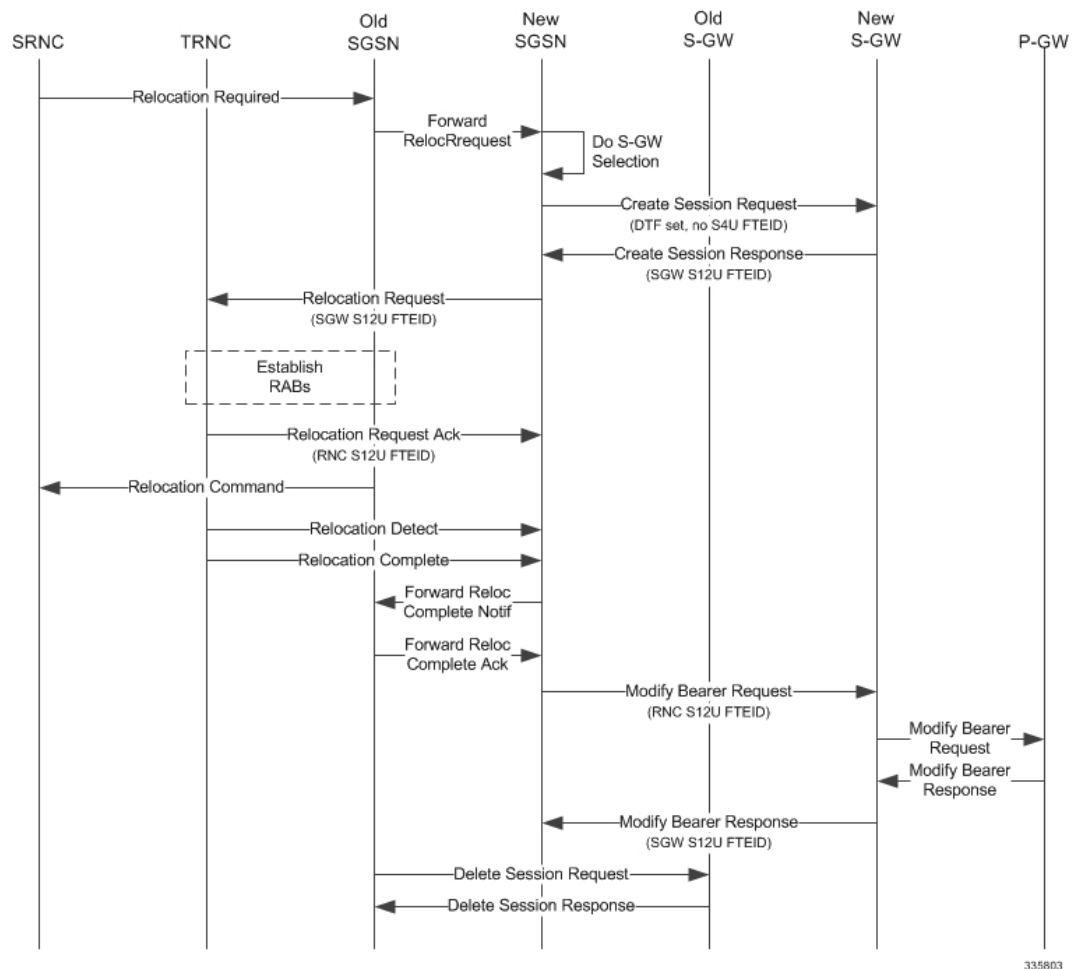 SRNC
TRNC
Old
SGSN
New
SGSN
Old
S-GW
New
S-GW
P-GW
Relocation Required
Forward
RelocRrequest
Do S-GW
Selection
Create Session Request
(DTF set, no S4U FTEID)
Create Session Response
(SGW S12U FTEID)
Relocation Request
(SGW S12U FTEID)
Establish
RABs
Relocation Request Ack
(RNC S12U FTEID)
Relocation Command
Relocation Detect
Relocation Complete
Forward Reloc
Complete Notif
Forward Reloc
Complete Ack
Modify Bearer Request
(RNC S12U FTEID)
Modify Bearer
Request
Modify Bearer
Response
Modify Bearer Response
(SGW S12U FTEID)
Delete Session Request
Delete Session Response
335803